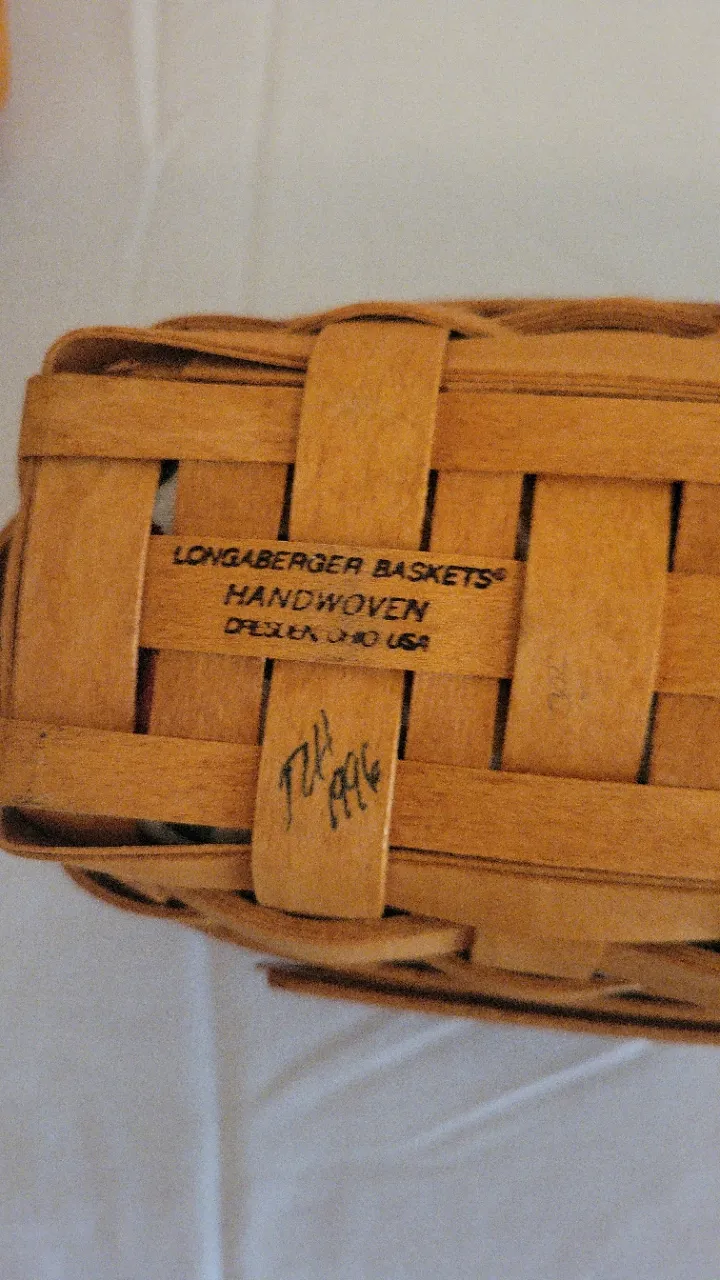 LONGABERGER BASKETS®
HANDWOVEN
DRESDEN, OHIO USA
1996